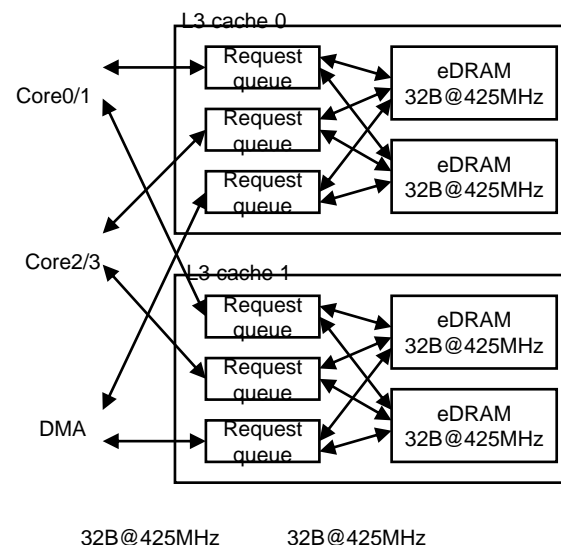 L3 cache 0
Request
queue
eDRAM
32B@425MHz
Core0/1
Request
queue
Request
queue
eDRAM
32B@425MHz
Core2/3
L3 cache 1
Request
queue
eDRAM
32B@425MHz
Request
queue
DMA
Request
queue
eDRAM
32B@425MHz
32B@425MHz 32B@425MHz